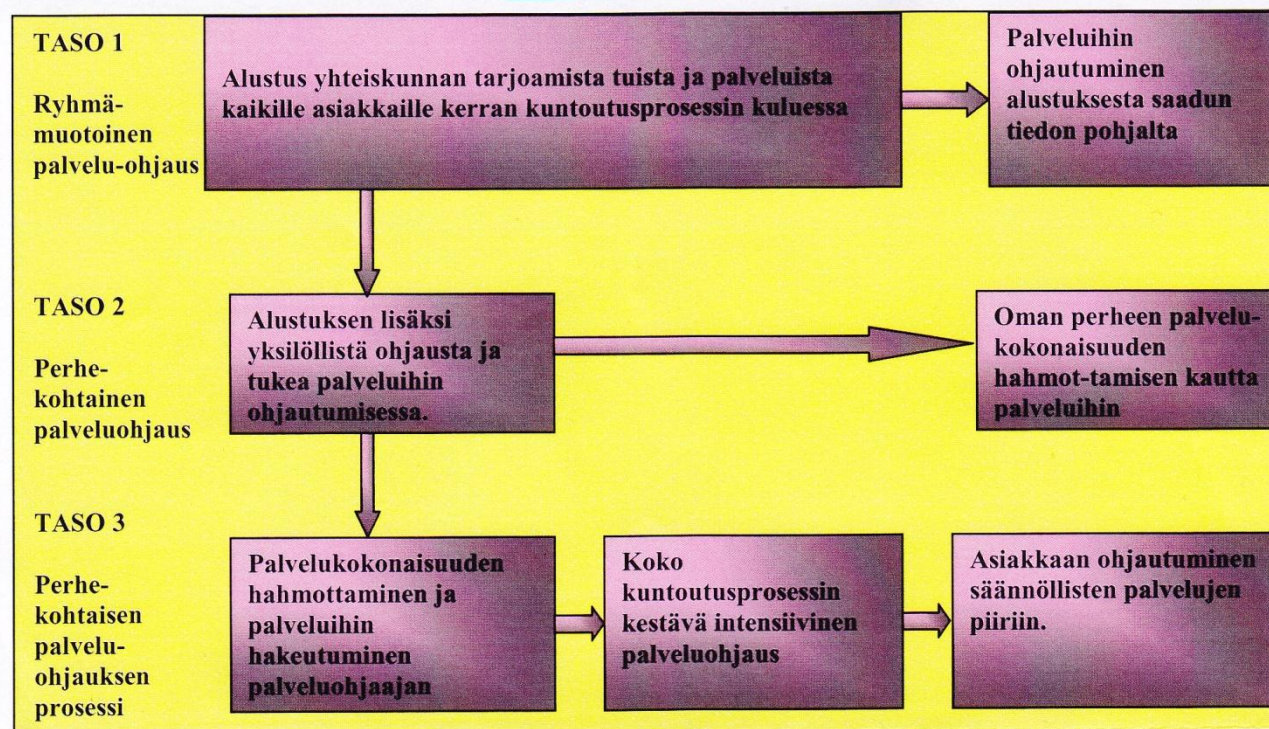 TASO 1
Ryhmä-
muotoinen
palvelu-ohjaus
Alustus yhteiskunnan tarjoamista tuista ja palveluista
kaikille asiakkaille kerran kuntoutusprosessin kuluessa
Palveluihin
ohjautuminen
alustuksesta saadun
tiedon pohjalta
TASO 2
Perhe-
kohtainen
palveluohjaus
Alustuksen lisäksi
yksilöllistä ohjausta ja
tukea palveluihin
ohjautumisessa.
Oman perheen palvelu-
kokonaisuuden
hahmot-tamisen kautta
palveluihin
TASO 3
Perhe-
kohtaisen
palvelu-
ohjauksen
prosessi
Palvelukokonaisuuden
hahmottaminen ja
palveluihin
hakeutuminen
palveluohjaajan
Koko
kuntoutusprosessin
kestävä intensiivinen
palveluohjaus
Asiakkaan ohjautuminen
säännöllisten palvelujen
piiriin.